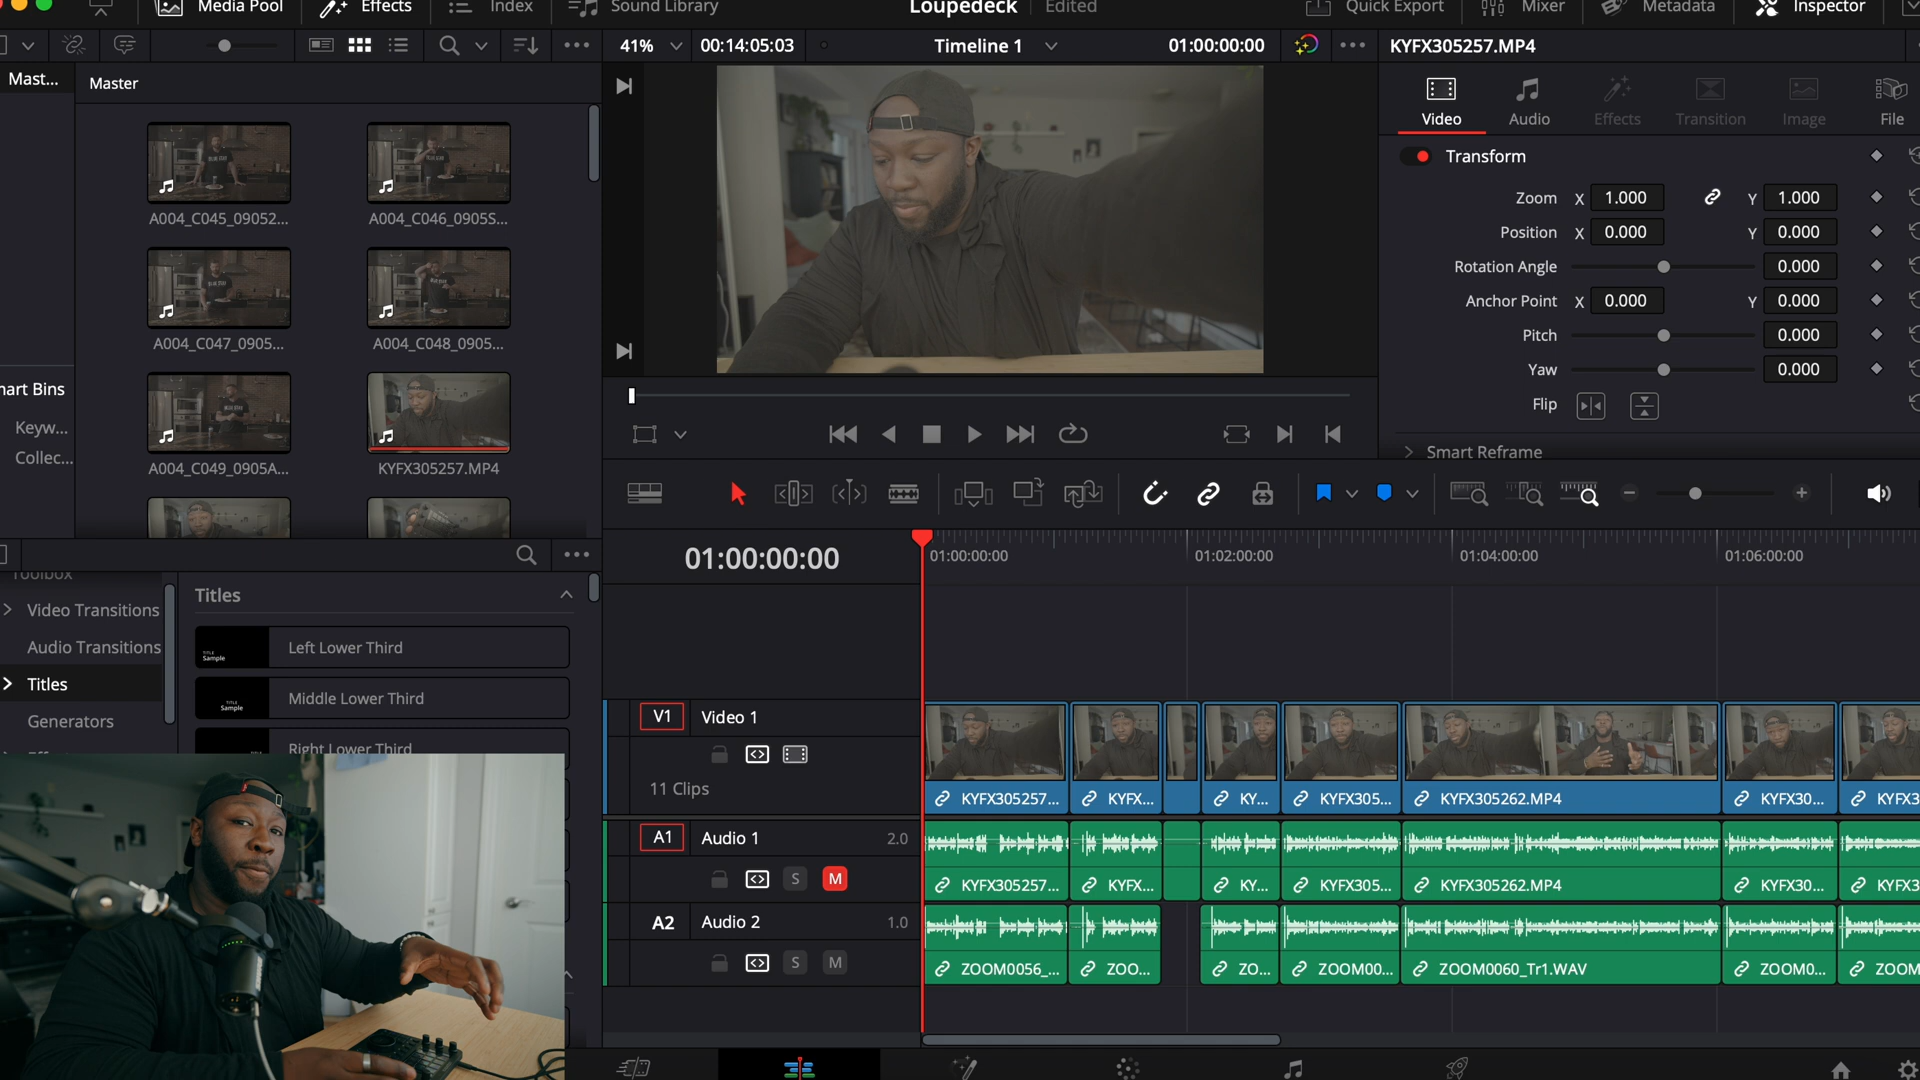 Media Pool Effects Index Sound Library Loupedeck Edited Quick Export Mixer Metadata Inspector
41% 00:14:05:03 Timeline 1 01:00:00:00 KYFX305257.MP4
Mast... Master
Video Audio Effects Transition Image File
Transform
Zoom X 1.000 Y 1.000
Position X 0.000 Y 0.000
Rotation Angle 0.000
Anchor Point X 0.000 Y 0.000
Pitch 0.000
Yaw 0.000
Flip
Smart Reframe
A004_C045_09052... A004_C046_0905S...
A004_C047_0905... A004_C048_0905...
A004_C049_0905A... KYFX305257.MP4
nart Bins
Keyw...
Collec...
Toolbox
Video Transitions
Audio Transitions
Titles
Generators
Titles
TITLE
Sample
Left Lower Third
TITLE
Sample
Middle Lower Third
Right Lower Third
01:00:00:00
01:00:00:00 01:02:00:00 01:04:00:00 01:06:00:00
V1 Video 1
11 Clips
KYFX305257... KYFX... KY... KYFX305... KYFX305262.MP4 KYFX30... KYFX3
A1 Audio 1 2.0
S M
KYFX305257... KYFX... KY... KYFX305... KYFX305262.MP4 KYFX30... KYFX3
A2 Audio 2 1.0
S M
ZOOM0056_... ZOO... ZO... ZOOM00... ZOOM0060_Tr1.WAV ZOOM0... ZOOM